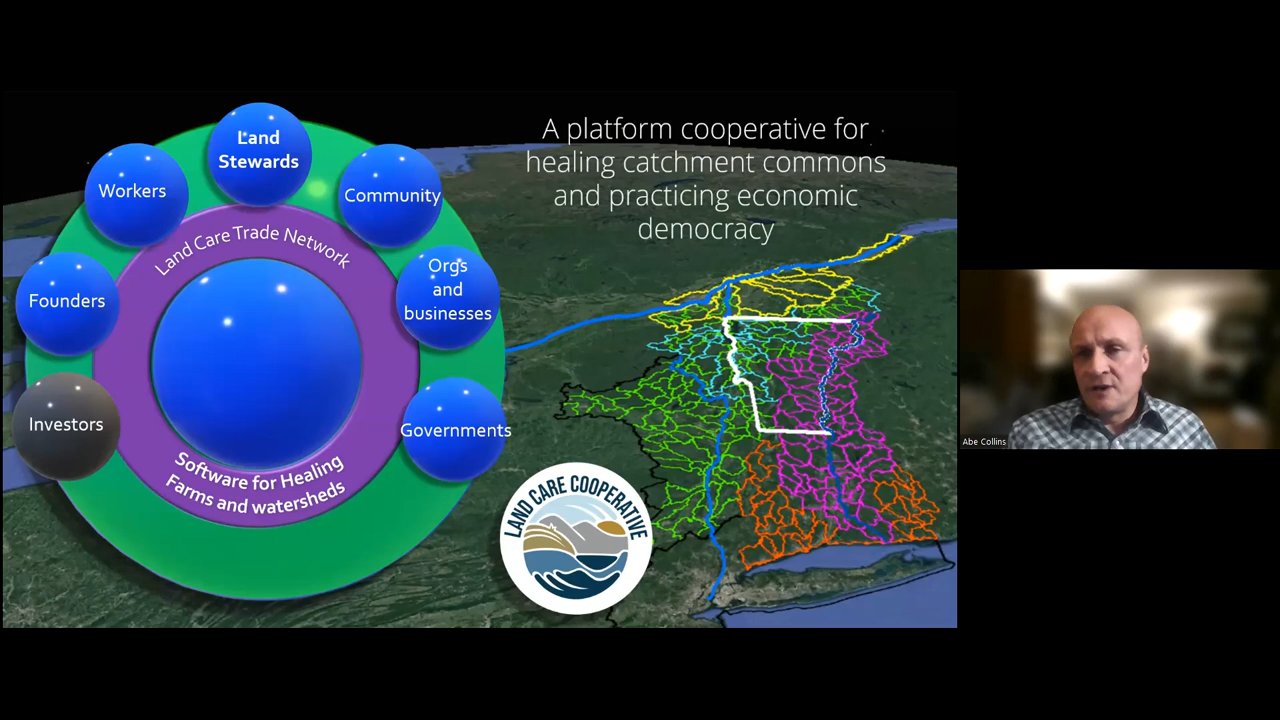 Land
Stewards
Workers
Community
Land Care Trade Network
Orgs
and
businesses
Founders
Investors
Governments
Software for Healing
Farms and watersheds
A platform cooperative for
healing catchment commons
and practicing economic
democracy
LAND CARE COOPERATIVE
Abe Collins